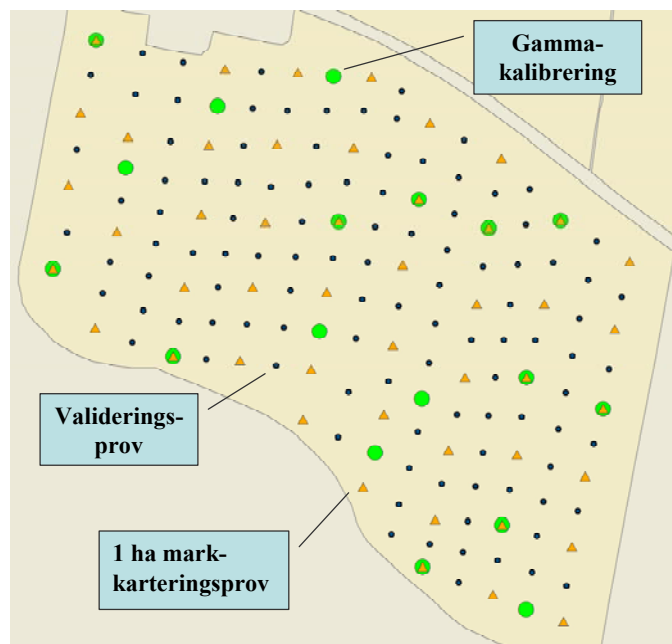 Gamma-
kalibrering
Validerings-
prov
1 ha mark-
karteringsprov